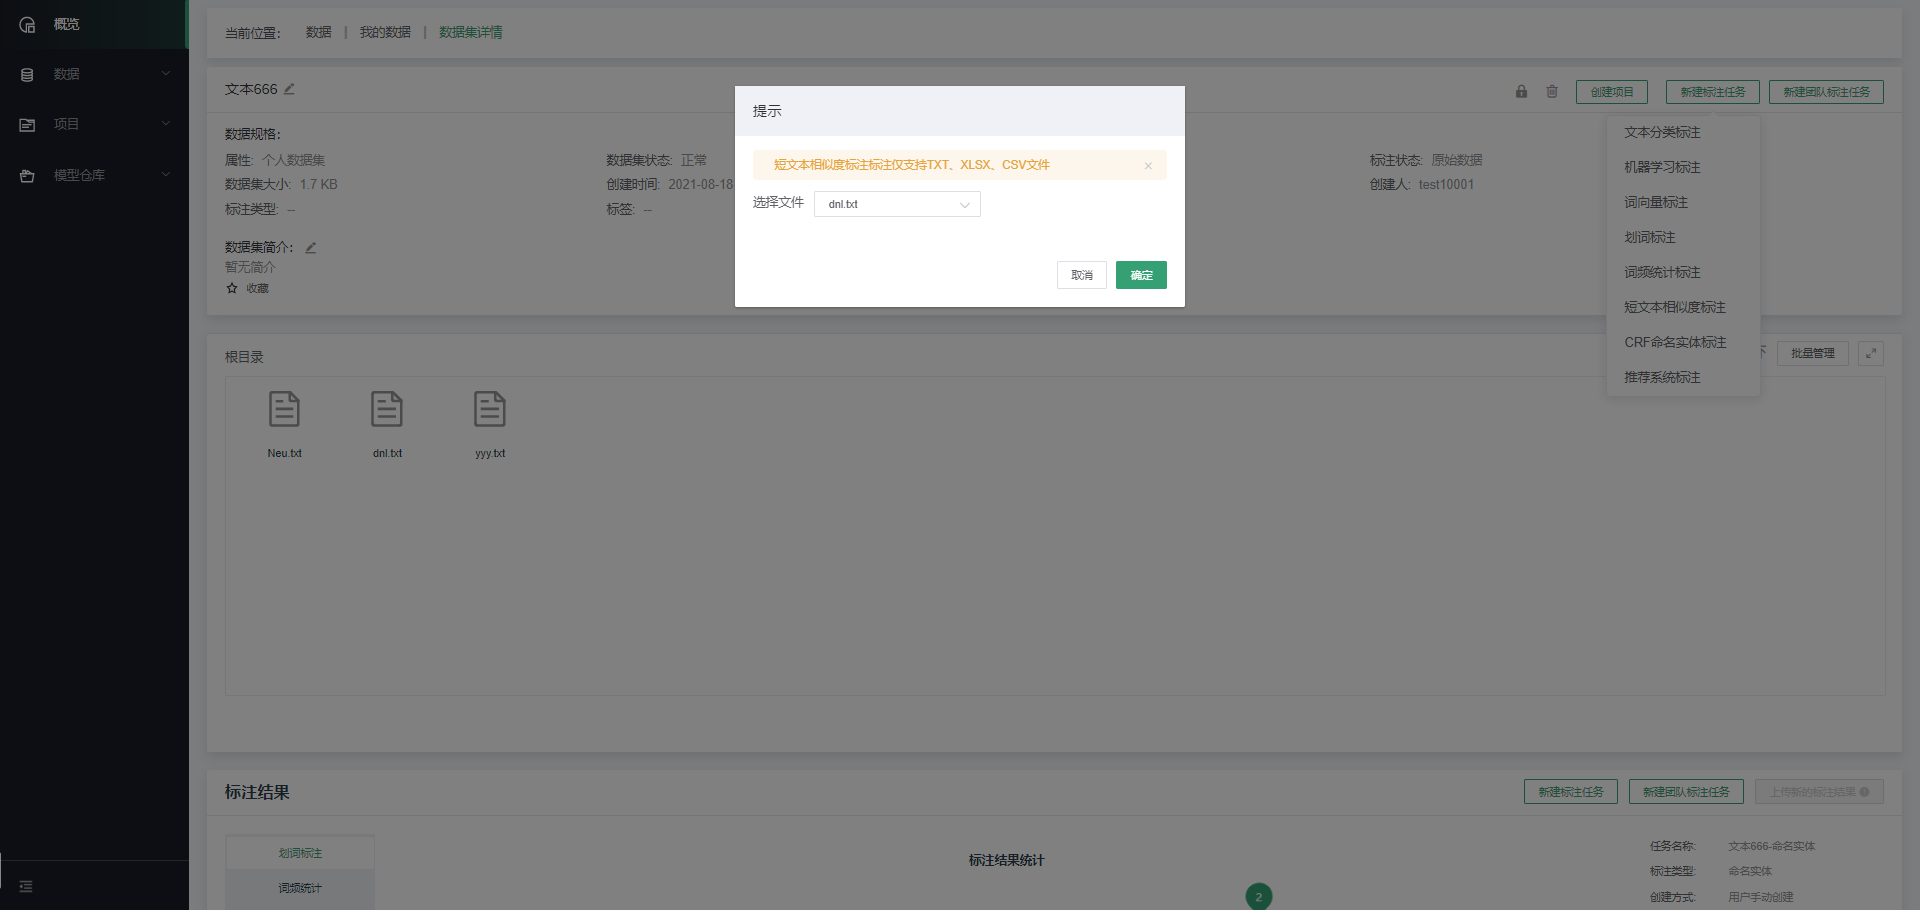 概览
数据
项目
模型仓库
当前位置: 数据 | 我的数据 | 数据集详情
文本666
创建项目
新建标注任务
新建团队标注任务
数据规格:
属性: 个人数据集
数据集状态: 正常
标注状态: 原始数据
数据集大小: 1.7 KB
创建时间: 2021-08-18
创建人: test10001
标注类型: --
标签: --
数据集简介:
暂无简介
收藏
提示
短文本相似度标注标注仅支持TXT、XLSX、CSV文件
选择文件 dnl.txt
取消
确定
文本分类标注
机器学习标注
词向量标注
划词标注
词频统计标注
短文本相似度标注
CRF命名实体标注
推荐系统标注
根目录
批量管理
Neu.txt
dnl.txt
yyy.txt
标注结果
新建标注任务
新建团队标注任务
上传新的标注结果
划词标注
词频统计
标注结果统计
2
任务名称: 文本666-命名实体
标注类型: 命名实体
创建方式: 用户手动创建